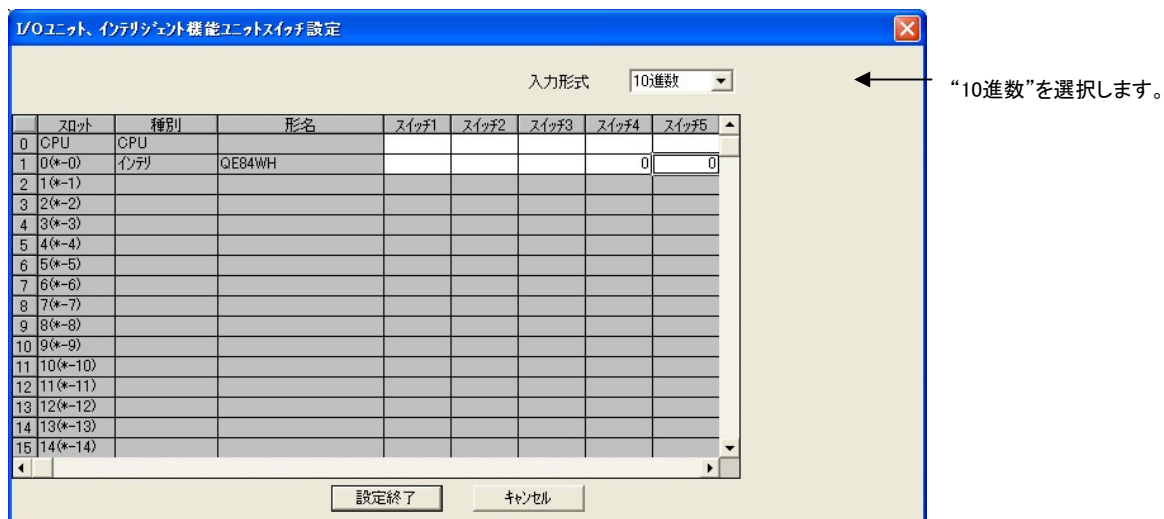 I/Oユニット、インテリジェント機能ユニットスイッチ設定
入力形式 10進数
“10進数”を選択します。
スロット 種別 形名 スイッチ1 スイッチ2 スイッチ3 スイッチ4 スイッチ5
0 CPU CPU
1 0(*-0) インテリ QE84WH 0 0
2 1(*-1)
3 2(*-2)
4 3(*-3)
5 4(*-4)
6 5(*-5)
7 6(*-6)
8 7(*-7)
9 8(*-8)
10 9(*-9)
11 10(*-10)
12 11(*-11)
13 12(*-12)
14 13(*-13)
15 14(*-14)
設定終了 キャンセル